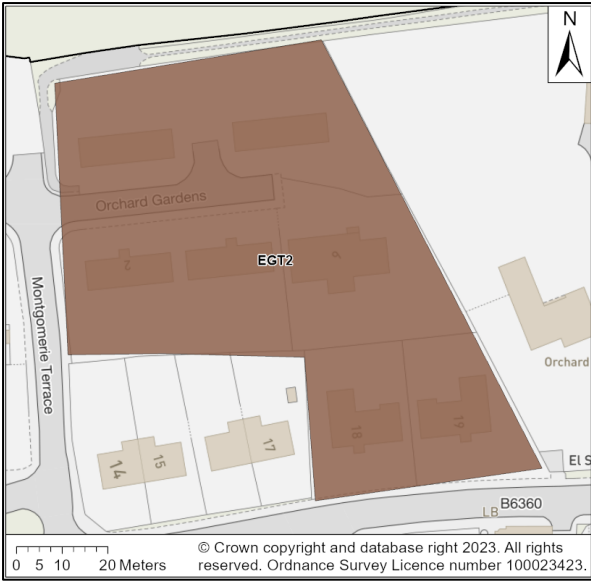 N
Orchard Gardens
2
EGT2
9
Montgomerie Terrace
Orchard
14
15
17
18
19
El S
B6360
LB
0 5 10 20 Meters
© Crown copyright and database right 2023. All rights
reserved. Ordnance Survey Licence number 100023423.